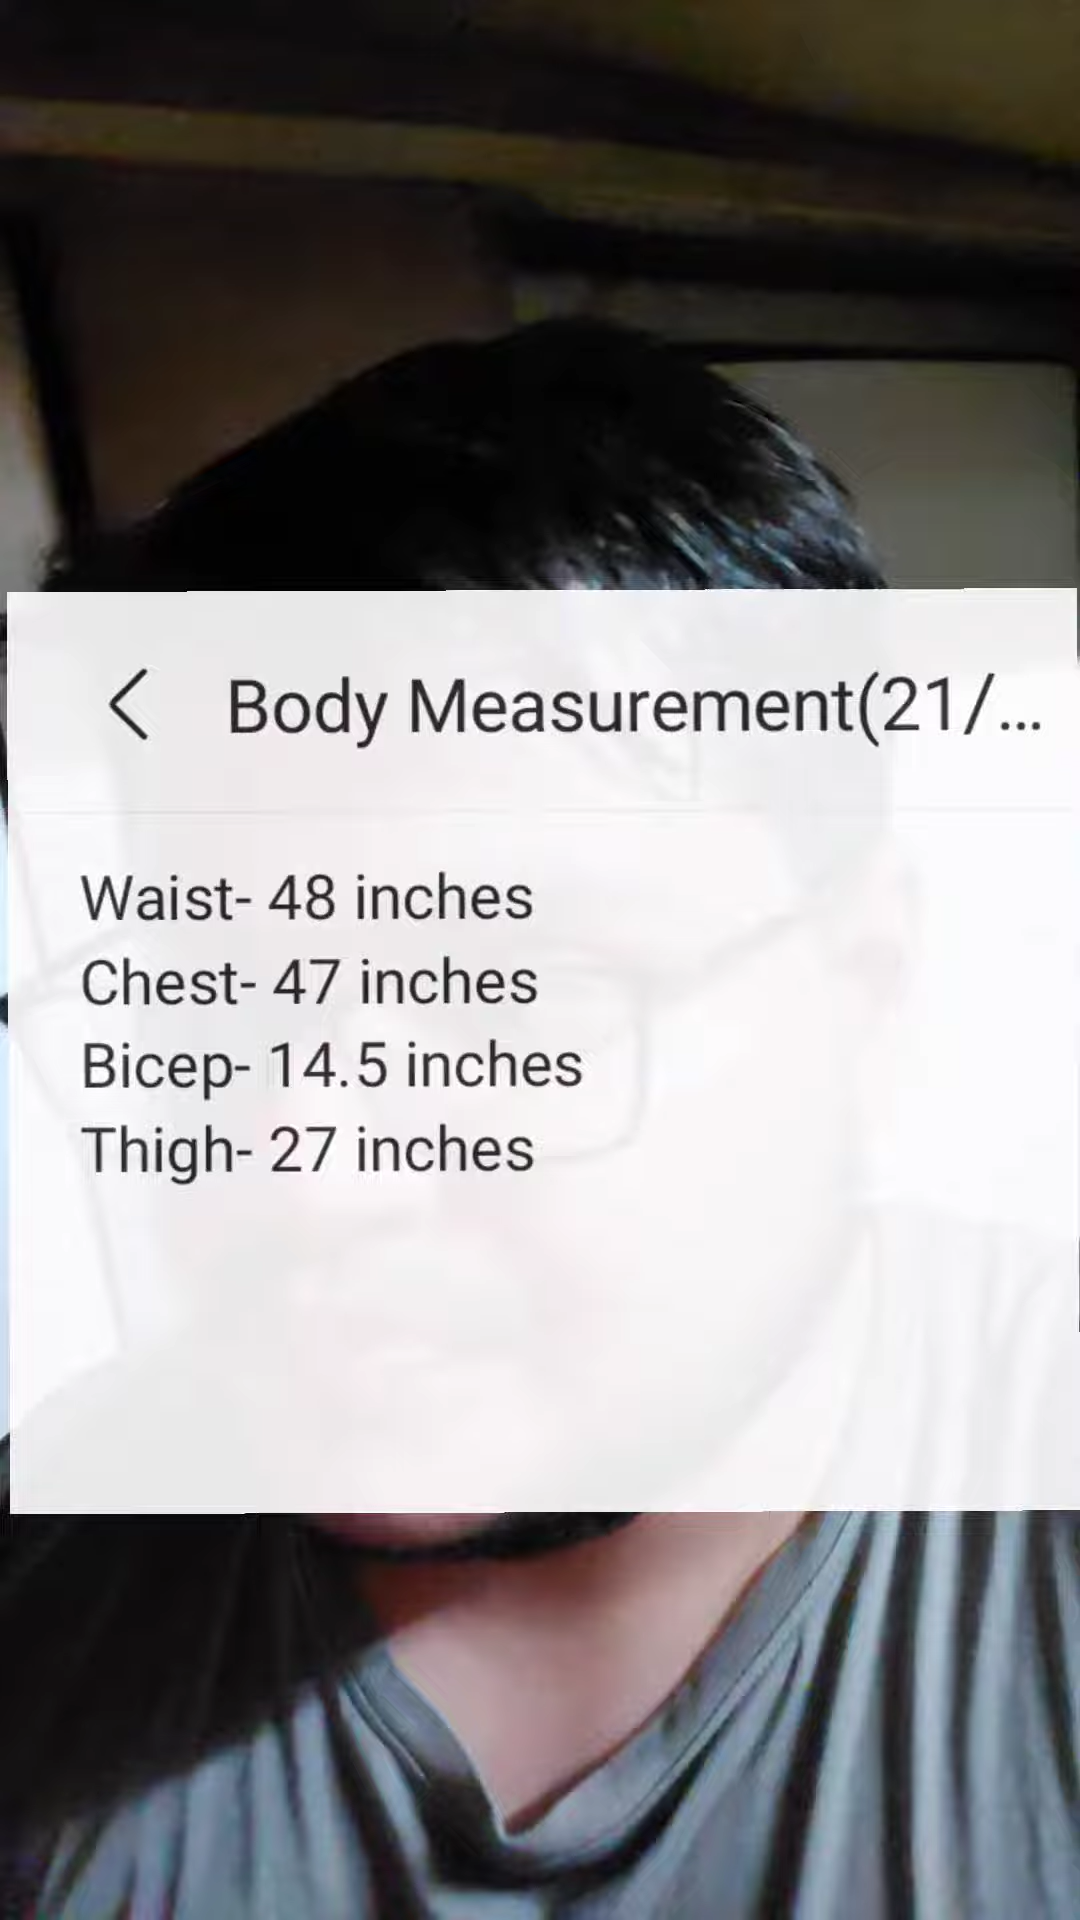 Body Measurement(21/...
Waist- 48 inches
Chest- 47 inches
Bicep- 14.5 inches
Thigh- 27 inches